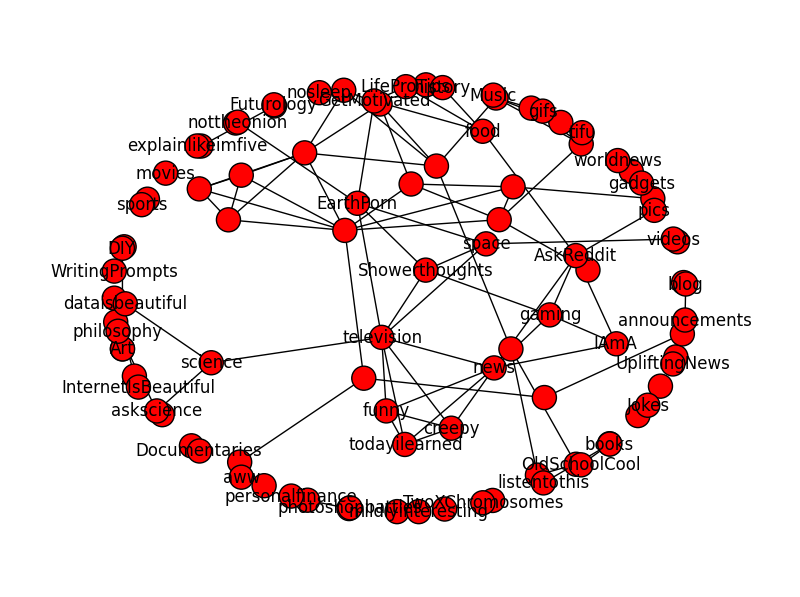 LifeProTips
history
nosleep
GetMotivated
Music
Futurology
gifs
nottheonion
food
tifu
explainlikeimfive
worldnews
movies
gadgets
sports
EarthPorn
pics
DIY
space
videos
AskReddit
WritingPrompts
Showerthoughts
blog
dataisbeautiful
gaming
announcements
philosophy
television
IAmA
Art
science
news
UpliftingNews
InternetIsBeautiful
askscience
funny
Jokes
creepy
Documentaries
todayilearned
books
OldSchoolCool
aww
listentothis
personalfinance
photoshopbattles
TwoXChromosomes
mildlyinteresting